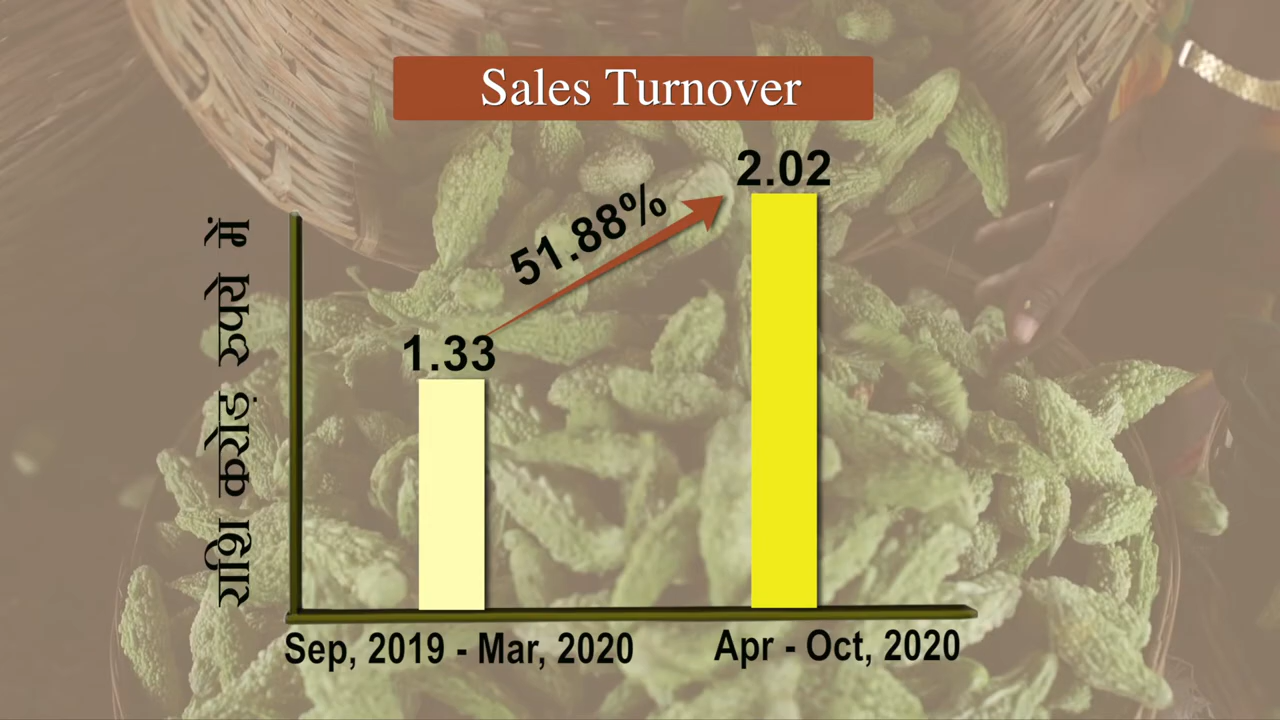 Sales Turnover
2.02
51.88%
1.33
राशि करोड रुपये में
Sep, 2019 - Mar, 2020
Apr - Oct, 2020